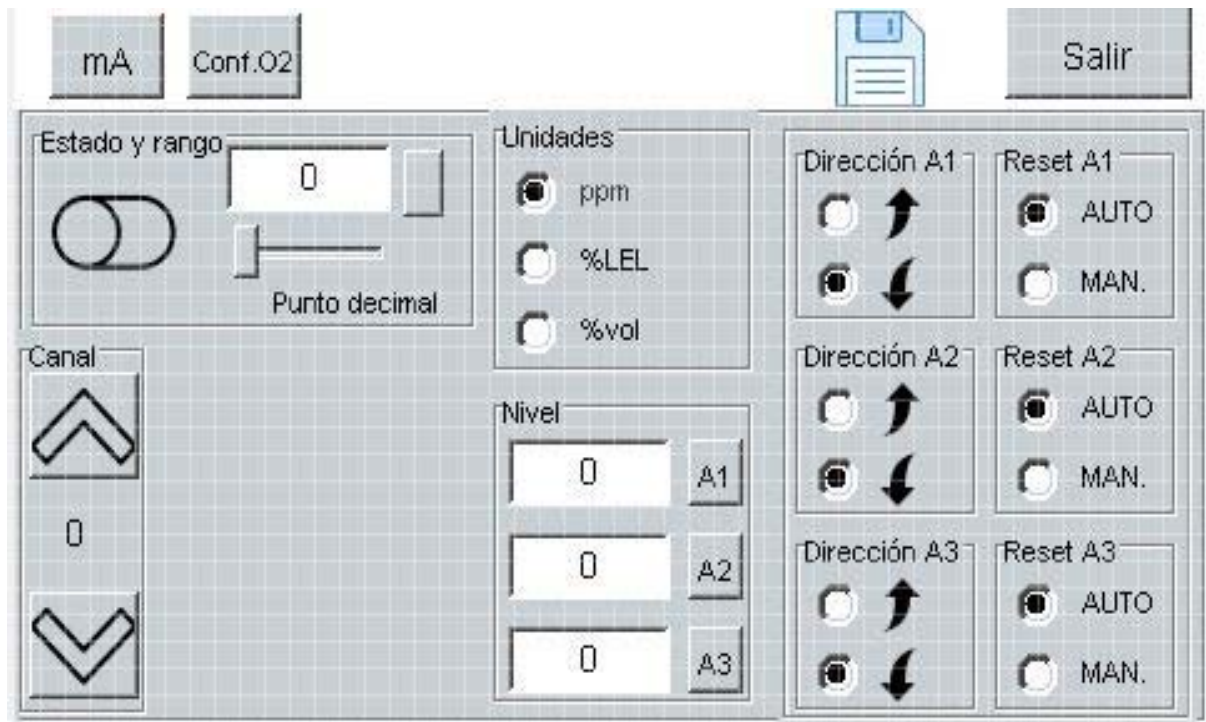 mA
Conf.O2
Salir
Estado y rango
0
Punto decimal
Unidades
ppm
%LEL
%vol
Canal
0
Nivel
0
A1
0
A2
0
A3
Dirección A1
Reset A1
AUTO
MAN.
Dirección A2
Reset A2
AUTO
MAN.
Dirección A3
Reset A3
AUTO
MAN.